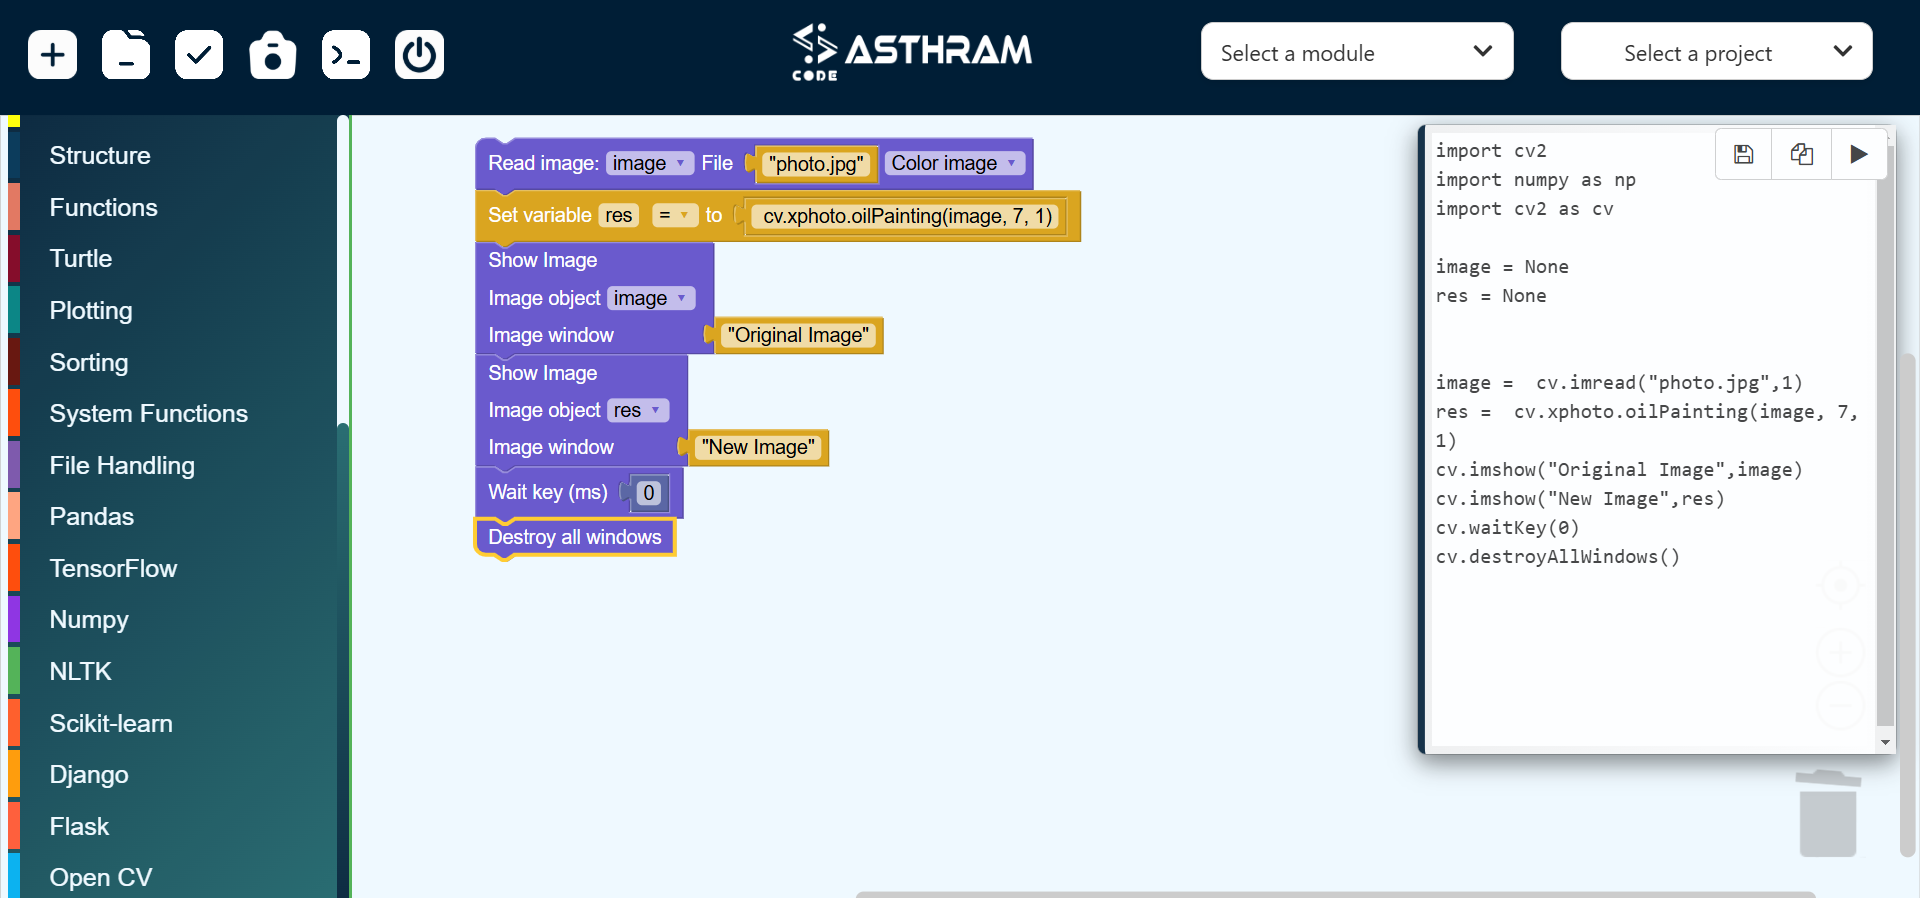 CODE
ASTHRAM
Select a module
Select a project
Structure
Functions
Turtle
Plotting
Sorting
System Functions
File Handling
Pandas
TensorFlow
Numpy
NLTK
Scikit-learn
Django
Flask
Open CV
Read image: image File "photo.jpg" Color image
Set variable res = to cv.xphoto.oilPainting(image, 7, 1)
Show Image
Image object image
Image window "Original Image"
Show Image
Image object res
Image window "New Image"
Wait key (ms) 0
Destroy all windows
import cv2
import numpy as np
import cv2 as cv
image = None
res = None
image =  cv.imread("photo.jpg",1)
res =  cv.xphoto.oilPainting(image, 7,
1)
cv.imshow("Original Image",image)
cv.imshow("New Image",res)
cv.waitKey(0)
cv.destroyAllWindows()